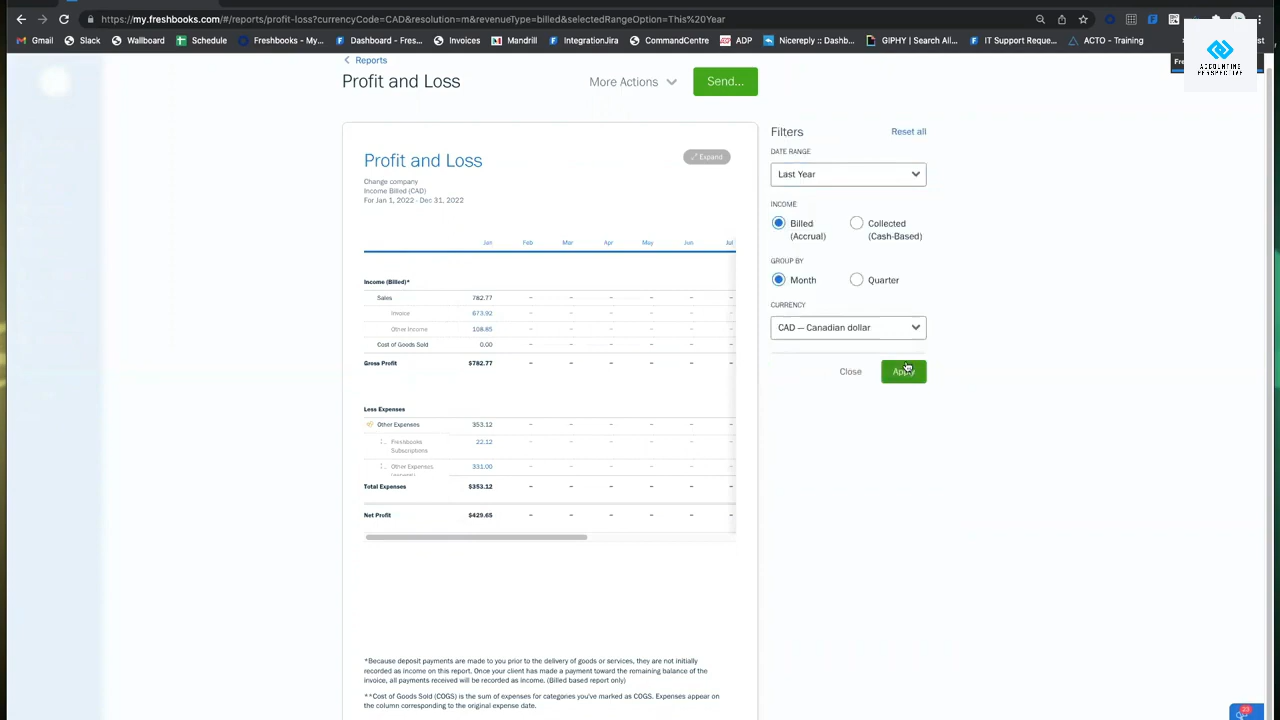 https://my.freshbooks.com/#/reports/profit-loss?currencyCode=CAD&resolution=m&revenueType=billed&selectedRangeOption=This%20Year
Gmail Slack Wallboard Schedule Freshbooks - My... Dashboard - Fres... Invoices Mandrill IntegrationJira CommandCentre ADP Nicereply :: Dashb... GIPHY | Search All... IT Support Reque... ACTO - Training
ACCOUNTING
PERSPECTIVE
Reports
Profit and Loss
More Actions
Send...
Profit and Loss
Expand
Change company
Income Billed (CAD)
For Jan 1, 2022 - Dec 31, 2022
Jan Feb Mar Apr May Jun Jul
Income (Billed)*
Sales 782.77 – – – – – –
Invoice 673.92 – – – – – –
Other Income 108.85 – – – – – –
Cost of Goods Sold 0.00 – – – – – –
Gross Profit $782.77 – – – – – –
Less Expenses
Other Expenses 353.12 – – – – – –
Freshbooks 22.12 – – – – – –
Subscriptions
Other Expenses 331.00 – – – – – –
Total Expenses $353.12 – – – – – –
Net Profit $429.65 – – – – – –
*Because deposit payments are made to you prior to the delivery of goods or services, they are not initially
recorded as income on this report. Once your client has made a payment toward the remaining balance of the
invoice, all payments received will be recorded as income. (Billed based report only)
**Cost of Goods Sold (COGS) is the sum of expenses for categories you've marked as COGS. Expenses appear on
the column corresponding to the original expense date.
Filters
Reset all
DATE RANGE
Last Year
INCOME
Billed
(Accrual)
Collected
(Cash-Based)
GROUP BY
Month
Quarter
CURRENCY
CAD — Canadian dollar
Close
Apply
23